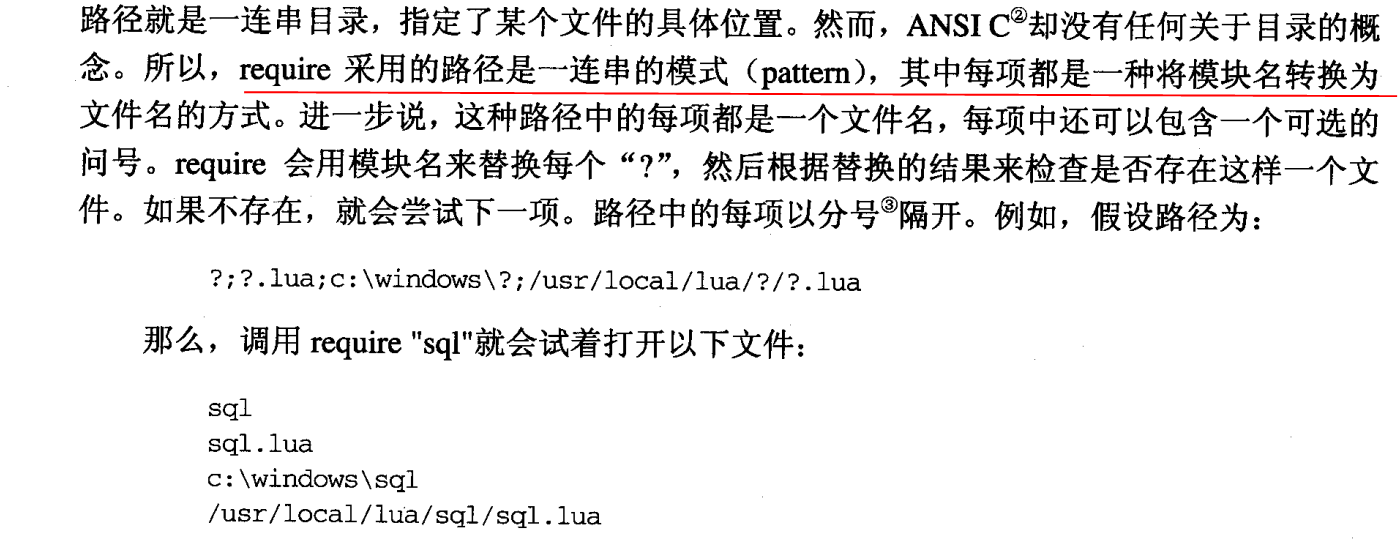 路径就是一连串目录，指定了某个文件的具体位置。然而，ANSI C②却没有任何关于目录的概
念。所以，require 采用的路径是一连串的模式（pattern），其中每项都是一种将模块名转换为
文件名的方式。进一步说，这种路径中的每项都是一个文件名，每项中还可以包含一个可选的
问号。require 会用模块名来替换每个“?”，然后根据替换的结果来检查是否存在这样一个文
件。如果不存在，就会尝试下一项。路径中的每项以分号③隔开。例如，假设路径为：
?;?.lua;c:\windows\?;/usr/local/lua/?/?.lua
那么，调用 require "sql"就会试着打开以下文件：
sql
sql.lua
c:\windows\sql
/usr/local/lua/sql/sql.lua